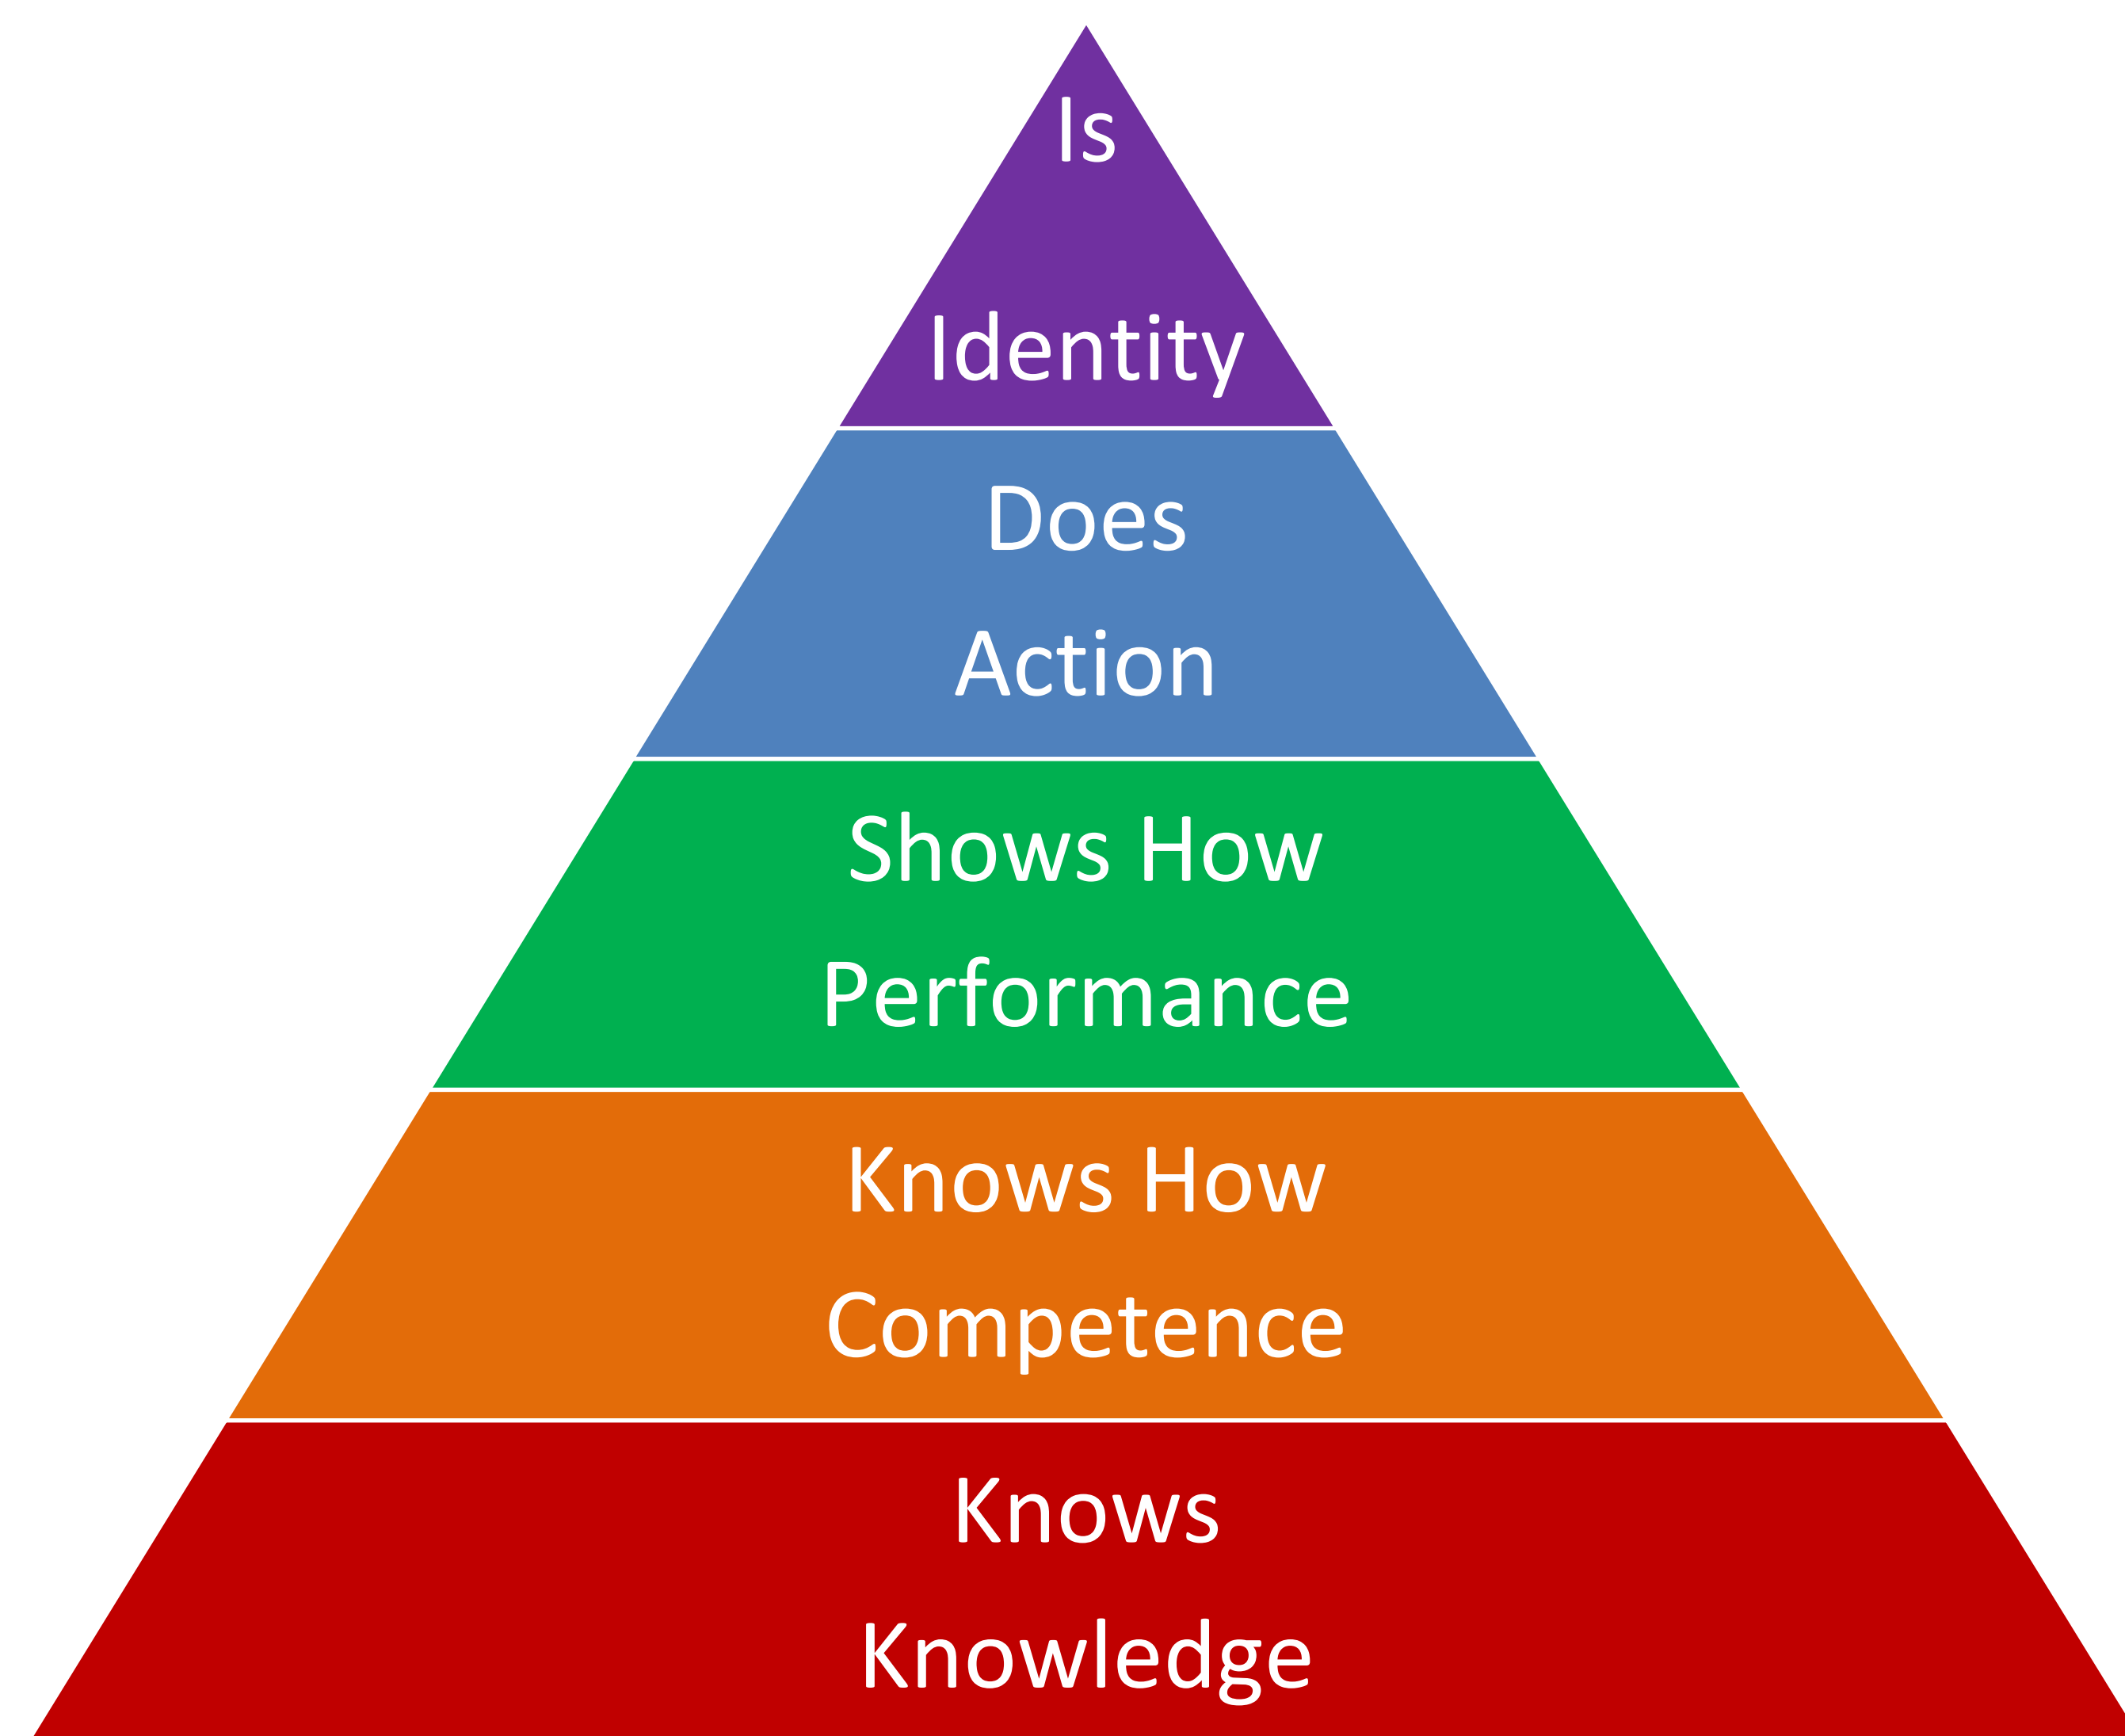 Is
Identity
Does
Action
Shows How
Performance
Knows How
Competence
Knows
Knowledge